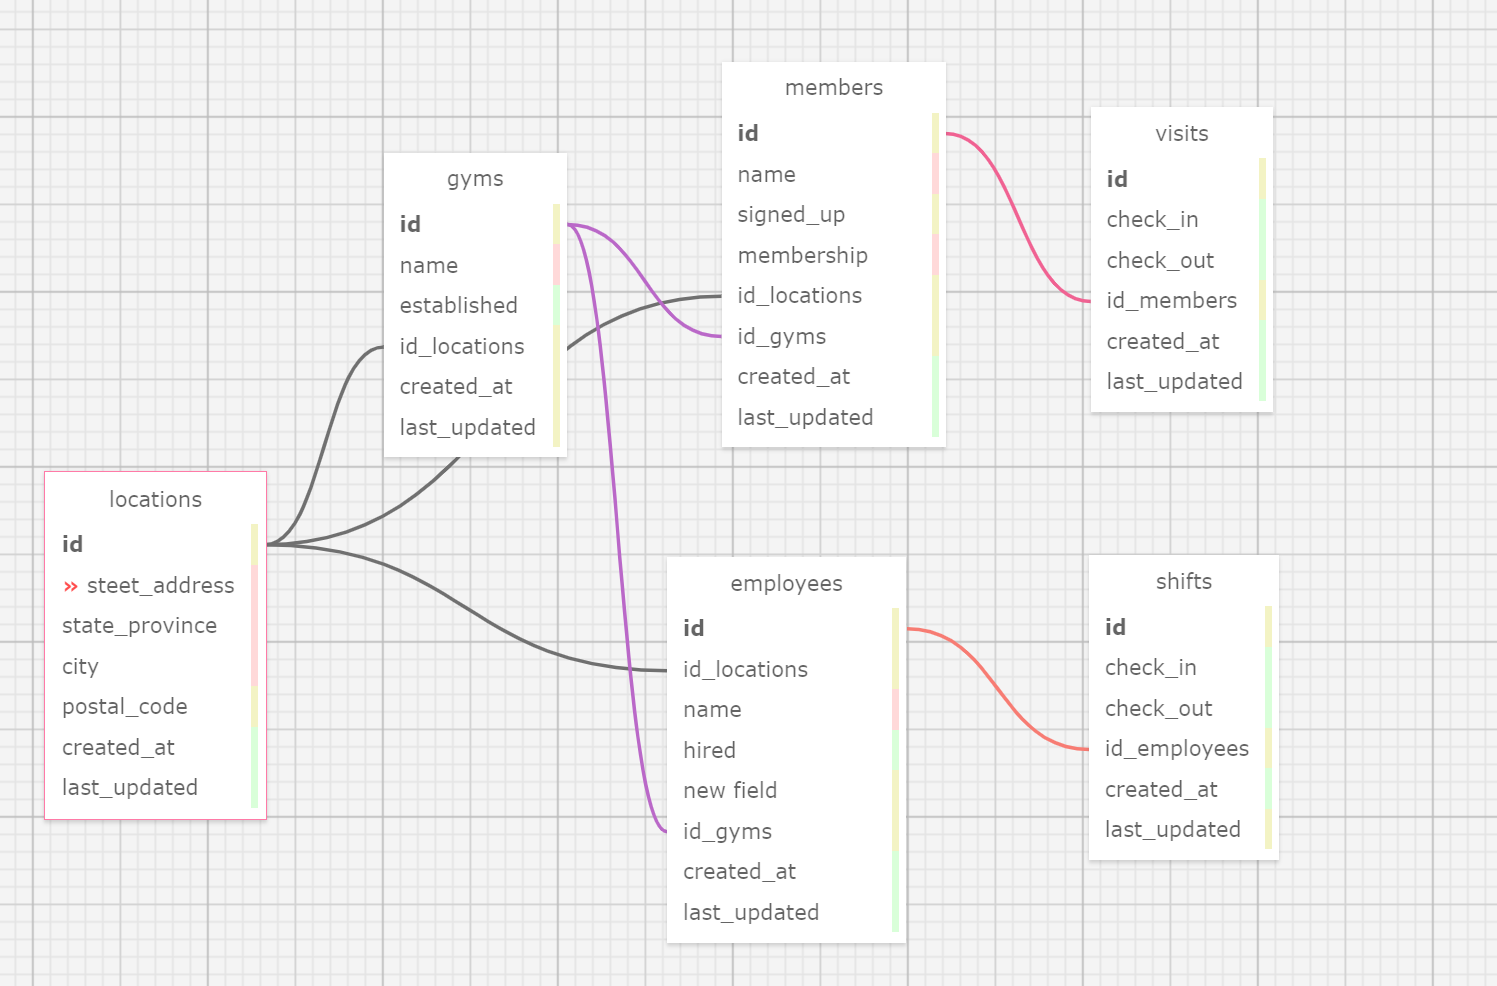 members
id
name
signed_up
membership
id_locations
id_gyms
created_at
last_updated
visits
id
check_in
check_out
id_members
created_at
last_updated
gyms
id
name
established
id_locations
created_at
last_updated
locations
id
» steet_address
state_province
city
postal_code
created_at
last_updated
employees
id
id_locations
name
hired
new field
id_gyms
created_at
last_updated
shifts
id
check_in
check_out
id_employees
created_at
last_updated